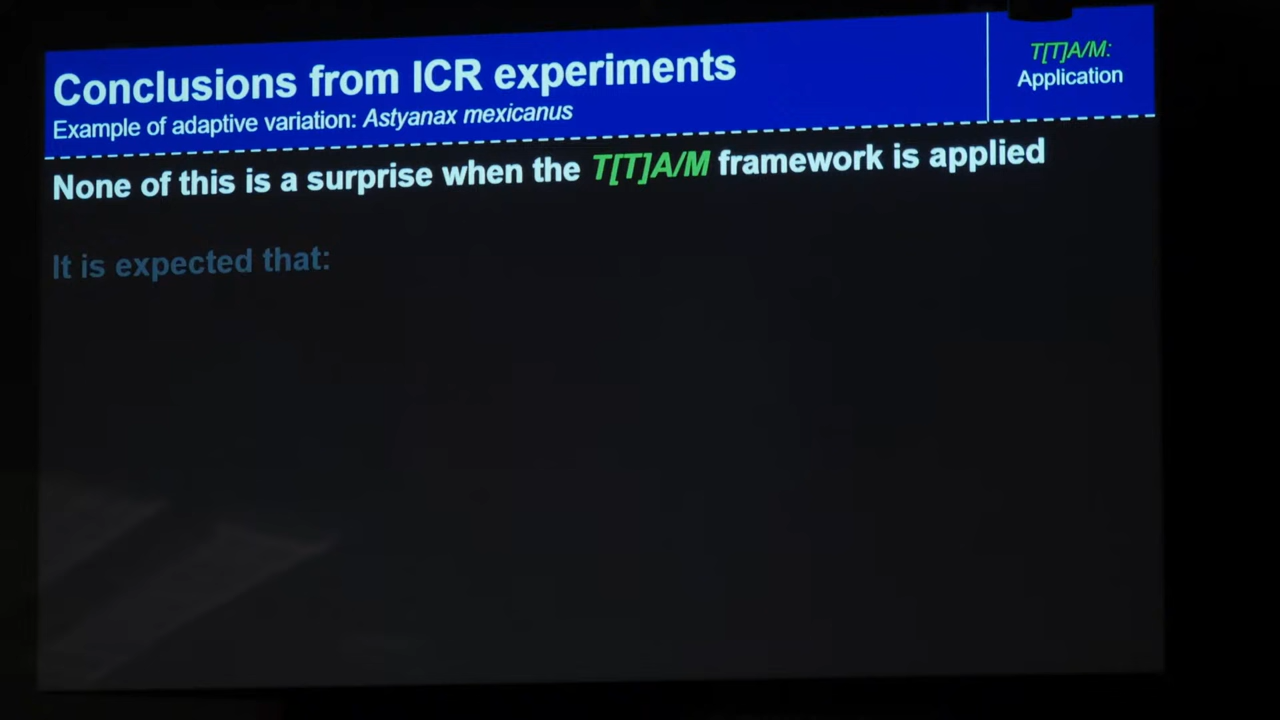 Conclusions from ICR experiments
Example of adaptive variation: Astyanax mexicanus
T[T]A/M:
Application
None of this is a surprise when the T[T]A/M framework is applied
It is expected that: